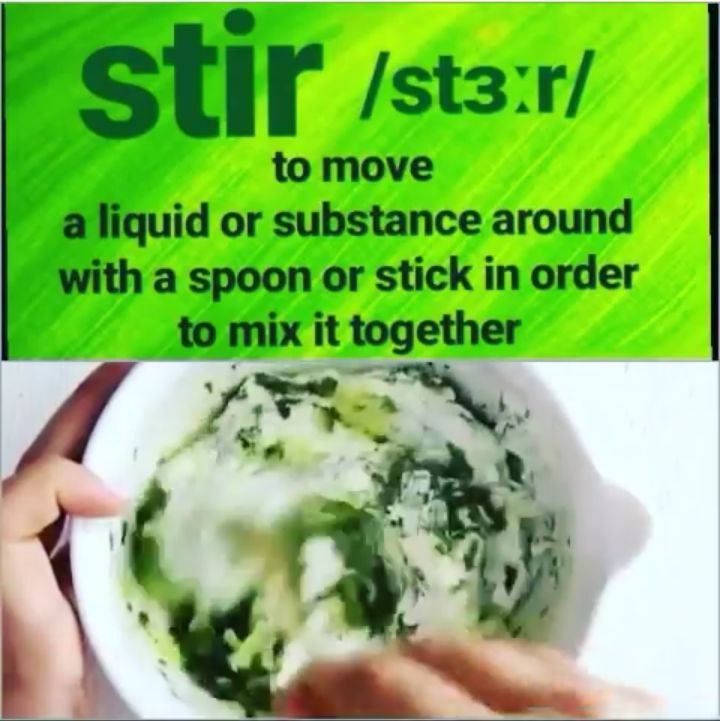 stir /stɜːr/
to move
a liquid or substance around
with a spoon or stick in order
to mix it together